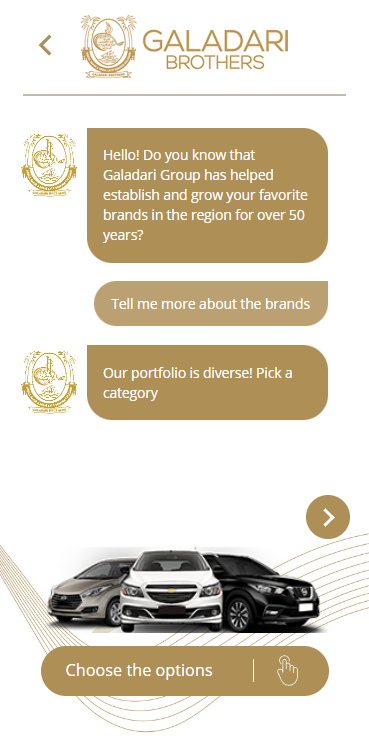 GALADARI
BROTHERS
Hello! Do you know that
Galadari Group has helped
establish and grow your favorite
brands in the region for over 50
years?
Tell me more about the brands
Our portfolio is diverse! Pick a
category
Choose the options